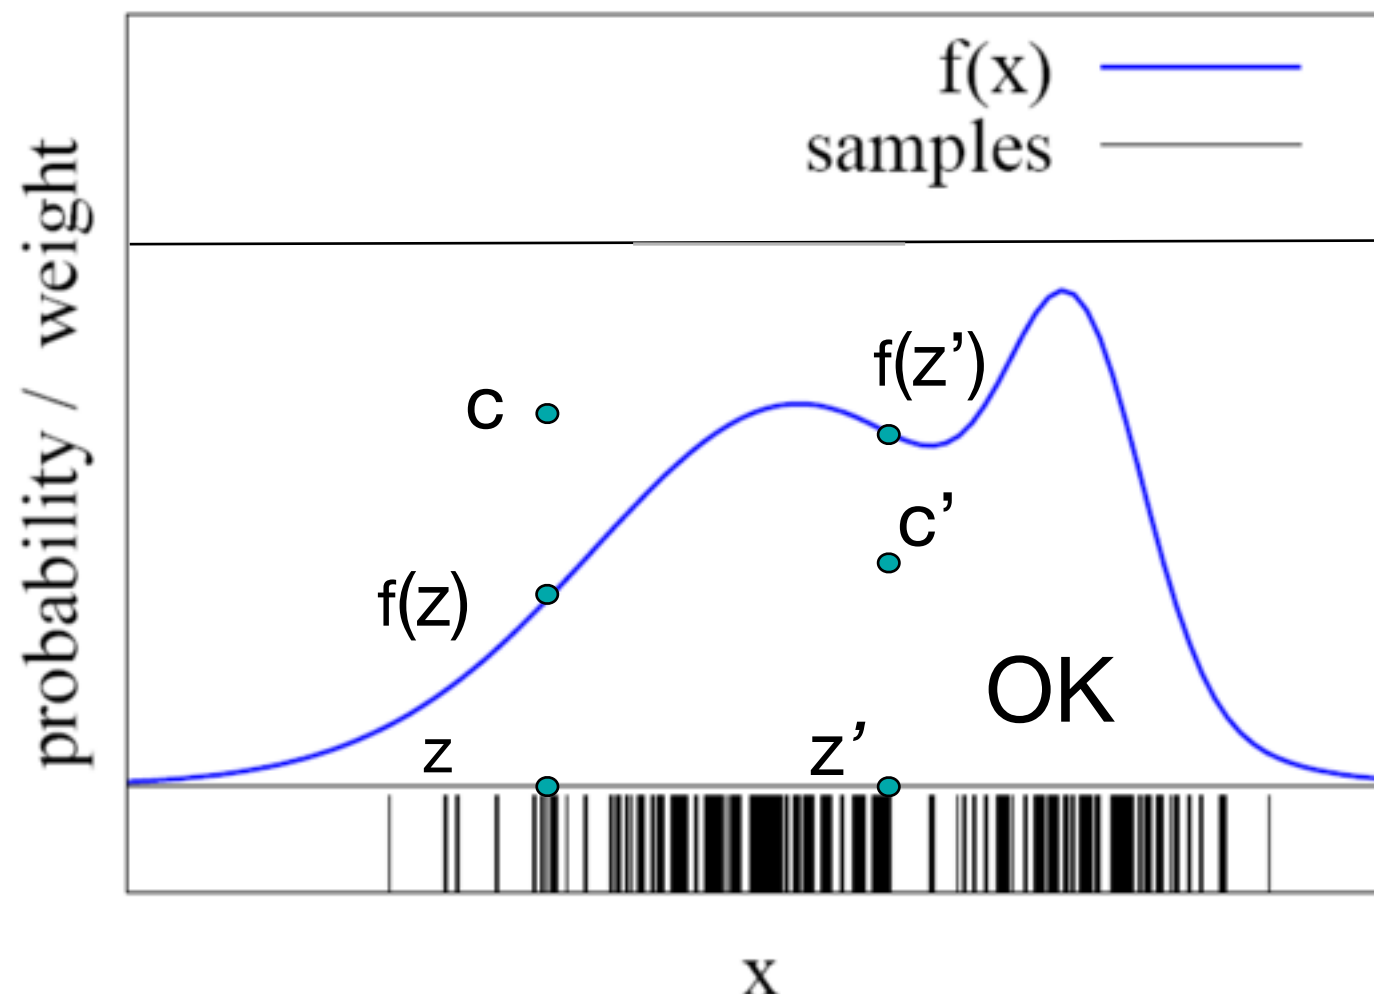 f(x)
samples
probability / weight
f(z’)
c
c’
f(z)
OK
z
z’
x